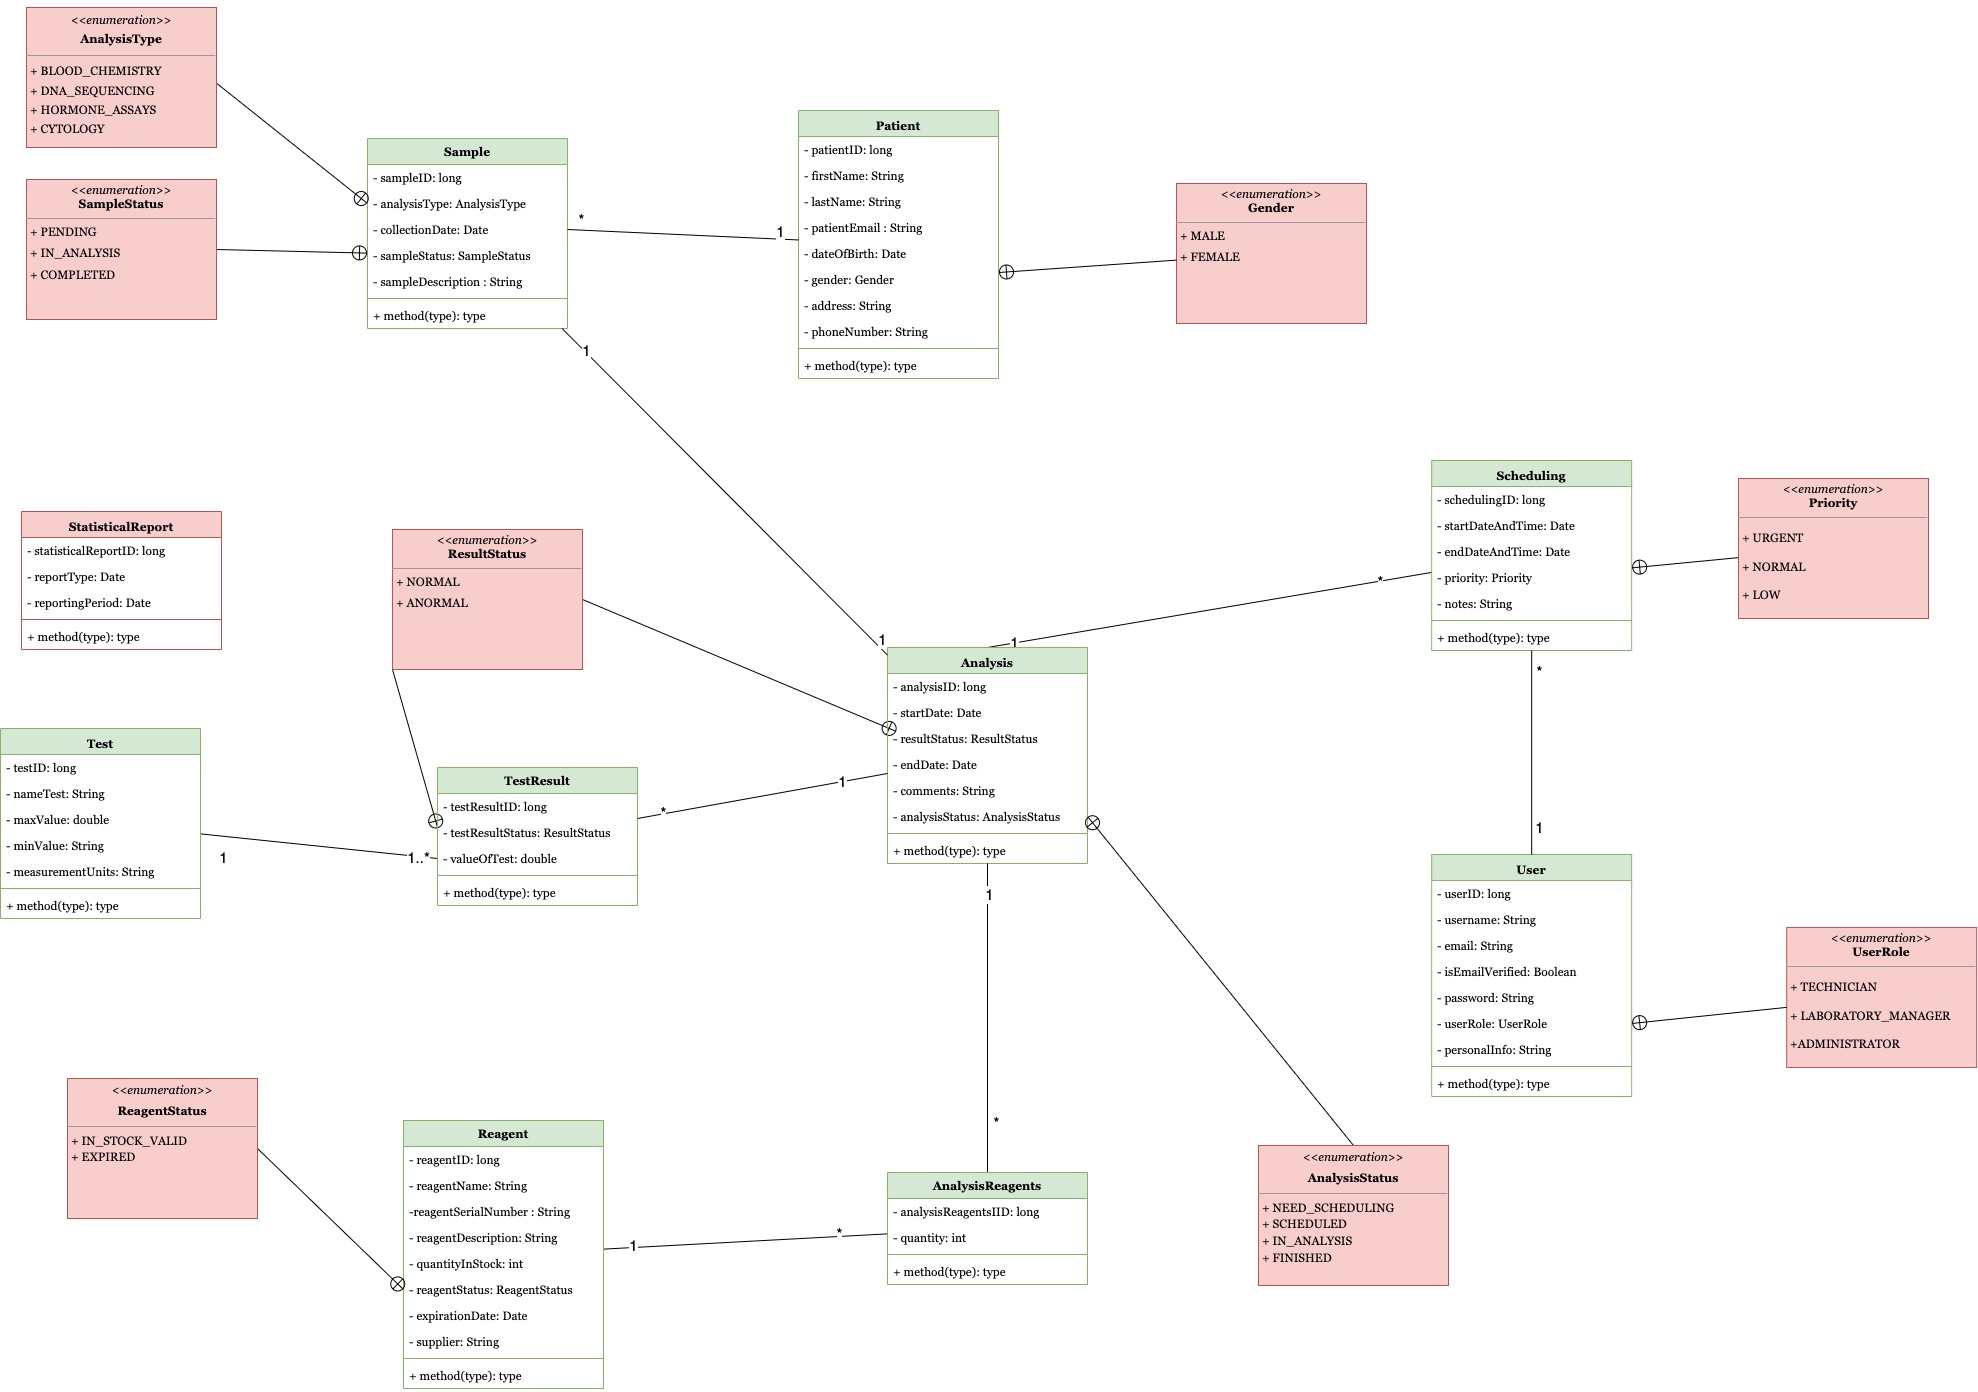 <<enumeration>>
AnalysisType
+ BLOOD_CHEMISTRY
+ DNA_SEQUENCING
+ HORMONE_ASSAYS
+ CYTOLOGY
<<enumeration>>
SampleStatus
+ PENDING
+ IN_ANALYSIS
+ COMPLETED
Sample
- sampleID: long
- analysisType: AnalysisType
- collectionDate: Date
- sampleStatus: SampleStatus
- sampleDescription : String
+ method(type): type
*
1
Patient
- patientID: long
- firstName: String
- lastName: String
- patientEmail : String
- dateOfBirth: Date
- gender: Gender
- address: String
- phoneNumber: String
+ method(type): type
<<enumeration>>
Gender
+ MALE
+ FEMALE
1
1
StatisticalReport
- statisticalReportID: long
- reportType: Date
- reportingPeriod: Date
+ method(type): type
<<enumeration>>
ResultStatus
+ NORMAL
+ ANORMAL
Scheduling
- schedulingID: long
- startDateAndTime: Date
- endDateAndTime: Date
- priority: Priority
- notes: String
+ method(type): type
<<enumeration>>
Priority
+ URGENT
+ NORMAL
+ LOW
*
1
Analysis
- analysisID: long
- startDate: Date
- resultStatus: ResultStatus
- endDate: Date
- comments: String
- analysisStatus: AnalysisStatus
+ method(type): type
Test
- testID: long
- nameTest: String
- maxValue: double
- minValue: String
- measurementUnits: String
+ method(type): type
1
1..*
TestResult
- testResultID: long
- testResultStatus: ResultStatus
- valueOfTest: double
+ method(type): type
*
1
*
1
User
- userID: long
- username: String
- email: String
- isEmailVerified: Boolean
- password: String
- userRole: UserRole
- personalInfo: String
+ method(type): type
<<enumeration>>
UserRole
+ TECHNICIAN
+ LABORATORY_MANAGER
+ADMINISTRATOR
1
*
<<enumeration>>
ReagentStatus
+ IN_STOCK_VALID
+ EXPIRED
Reagent
- reagentID: long
- reagentName: String
-reagentSerialNumber : String
- reagentDescription: String
- quantityInStock: int
- reagentStatus: ReagentStatus
- expirationDate: Date
- supplier: String
+ method(type): type
1
*
AnalysisReagents
- analysisReagentsIID: long
- quantity: int
+ method(type): type
<<enumeration>>
AnalysisStatus
+ NEED_SCHEDULING
+ SCHEDULED
+ IN_ANALYSIS
+ FINISHED